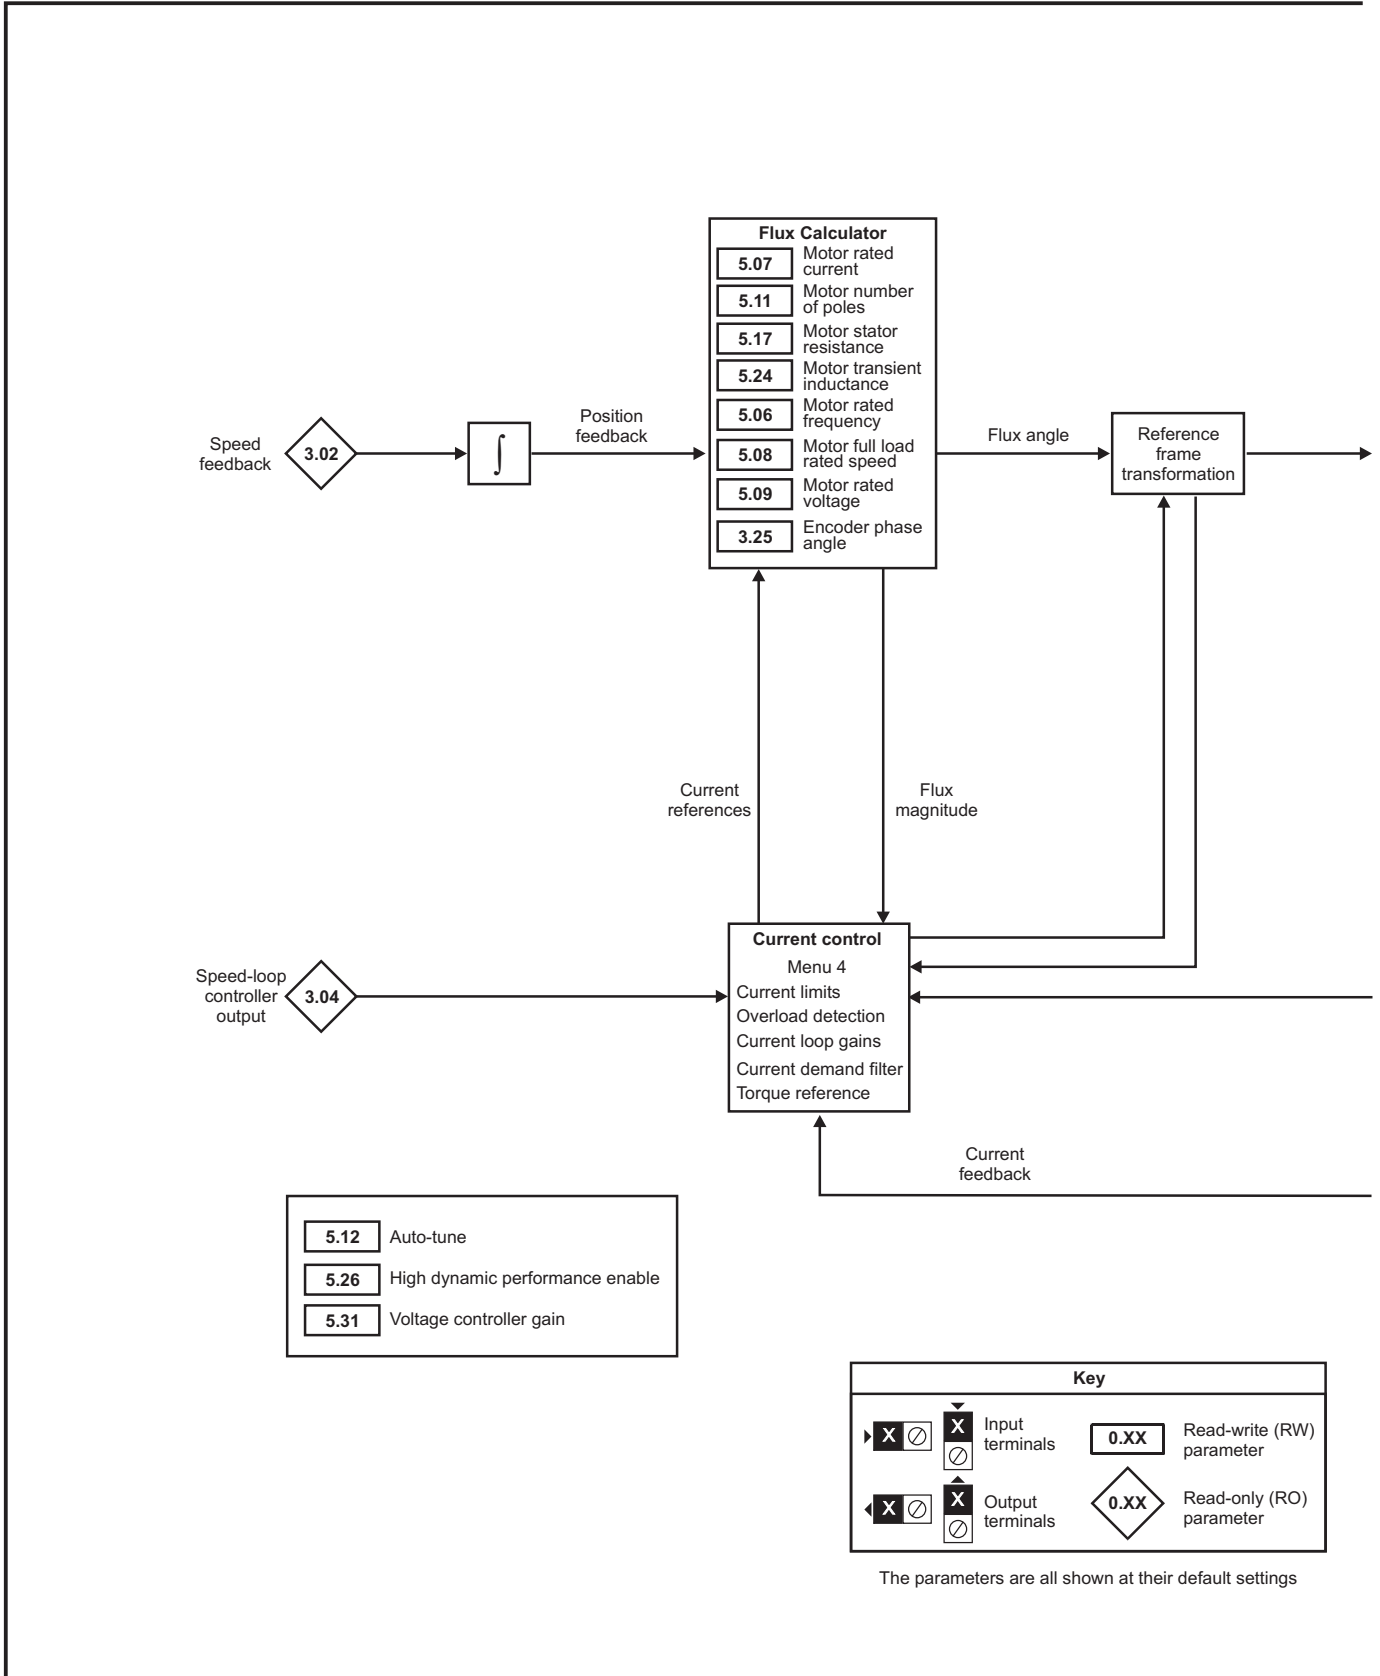 Flux Calculator
5.07 Motor rated
current
5.11 Motor number
of poles
5.17 Motor stator
resistance
5.24 Motor transient
inductance
5.06 Motor rated
frequency
5.08 Motor full load
rated speed
5.09 Motor rated
voltage
3.25 Encoder phase
angle
Speed
feedback
3.02
∫
Position
feedback
Flux angle
Reference
frame
transformation
Current
references
Flux
magnitude
Speed-loop
controller
output
3.04
Current control
Menu 4
Current limits
Overload detection
Current loop gains
Current demand filter
Torque reference
Current
feedback
5.12 Auto-tune
5.26 High dynamic performance enable
5.31 Voltage controller gain
Key
X X Input
terminals
0.XX Read-write (RW)
parameter
X X Output
terminals
0.XX Read-only (RO)
parameter
The parameters are all shown at their default settings